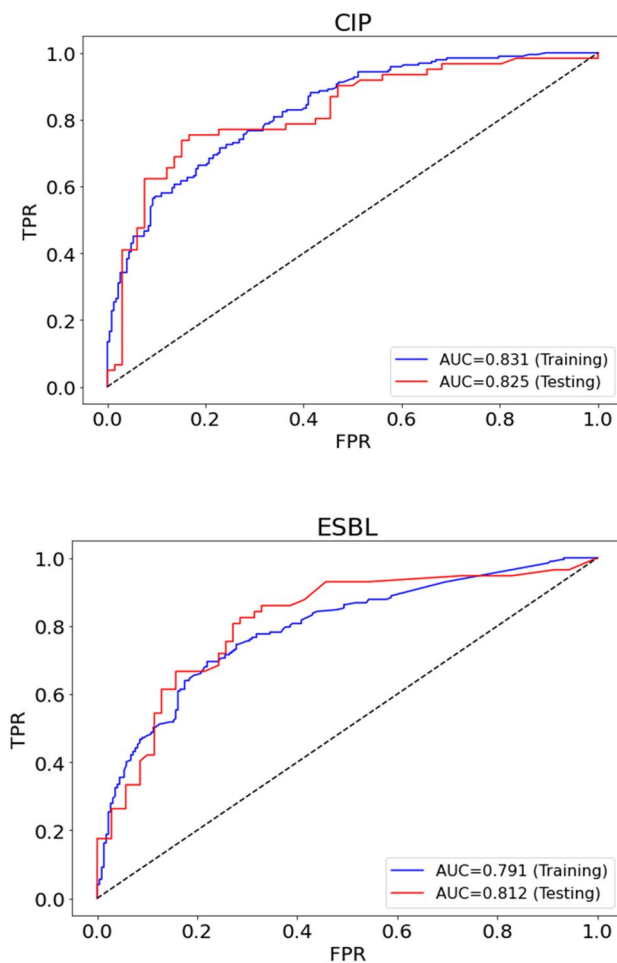 CIP
1.0
0.8
0.6
0.4
0.2
0.0
TPR
AUC=0.831 (Training)
AUC=0.825 (Testing)
0.0 0.2 0.4 0.6 0.8 1.0
FPR
ESBL
1.0
0.8
0.6
0.4
0.2
0.0
TPR
AUC=0.791 (Training)
AUC=0.812 (Testing)
0.0 0.2 0.4 0.6 0.8 1.0
FPR